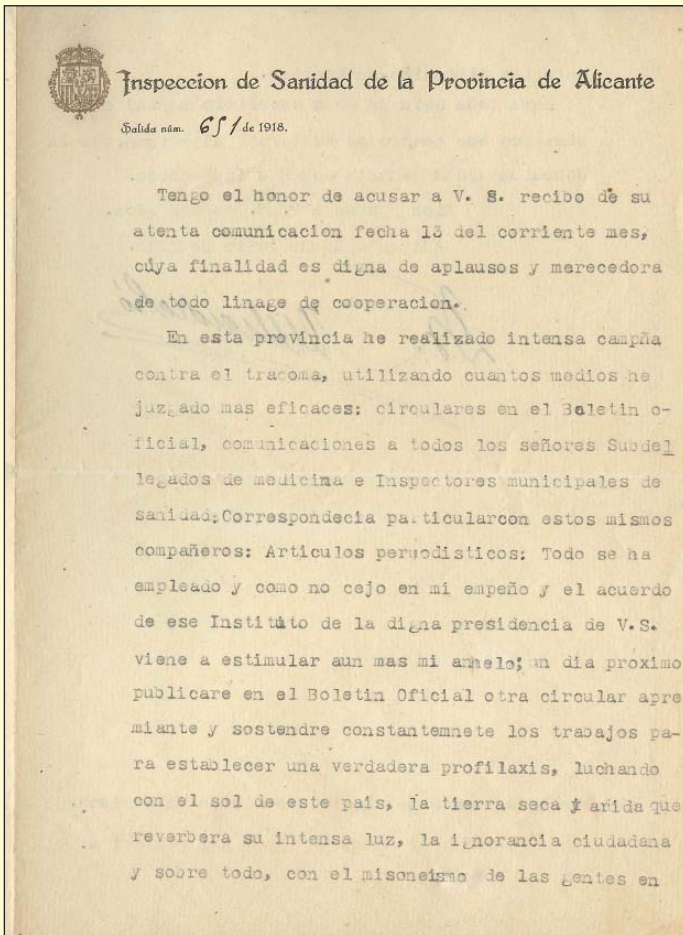 Inspeccion de Sanidad de la Provincia de Alicante
Salida núm. 651 de 1918.
Tengo el honor de acusar a V. S. recibo de su
atenta comunicacion fecha 13 del corriente mes,
cuya finalidad es digna de aplausos y merecedora
de todo linage de cooperacion.
En esta provincia he realizado intensa campña
contra el tracoma, utilizando cuantos medios he
juzgado mas eficaces: circulares en el Baletin o-
ficial, comunicaciones a todos los señores Subdel
legados de medicina e Inspectores municipales de
sanidad;Correspondecia particularcon estos mismos
compañeros: Articulos periodisticos: Todo se ha
empleado y como no cejo en mi empeño y el acuerdo
de ese Instituto de la digna presidencia de V.S.
viene a estimular aun mas mi anhelo; un dia proximo
publicare en el Boletin Oficial otra circular apre
miante y sostendre constantemnete los trabajos pa-
ra establecer una verdadera profilaxis, luchando
con el sol de este pais, la tierra seca y arida que
reverbera su intensa luz, la ignorancia ciudadana
y sobre todo, con el misoneismo de las gentes en